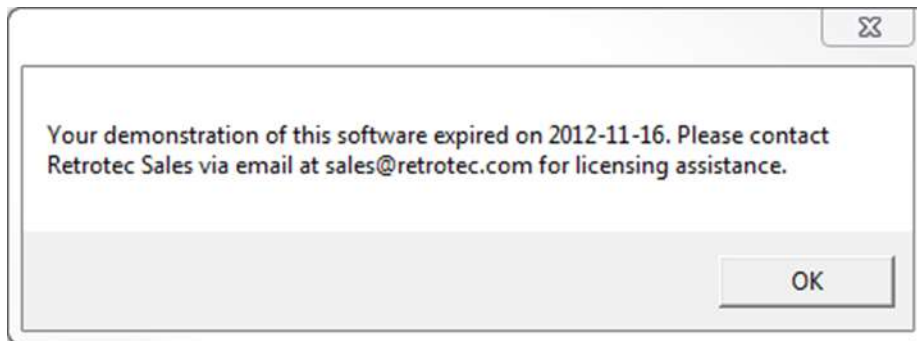 Your demonstration of this software expired on 2012-11-16. Please contact
Retrotec Sales via email at sales@retrotec.com for licensing assistance.
OK